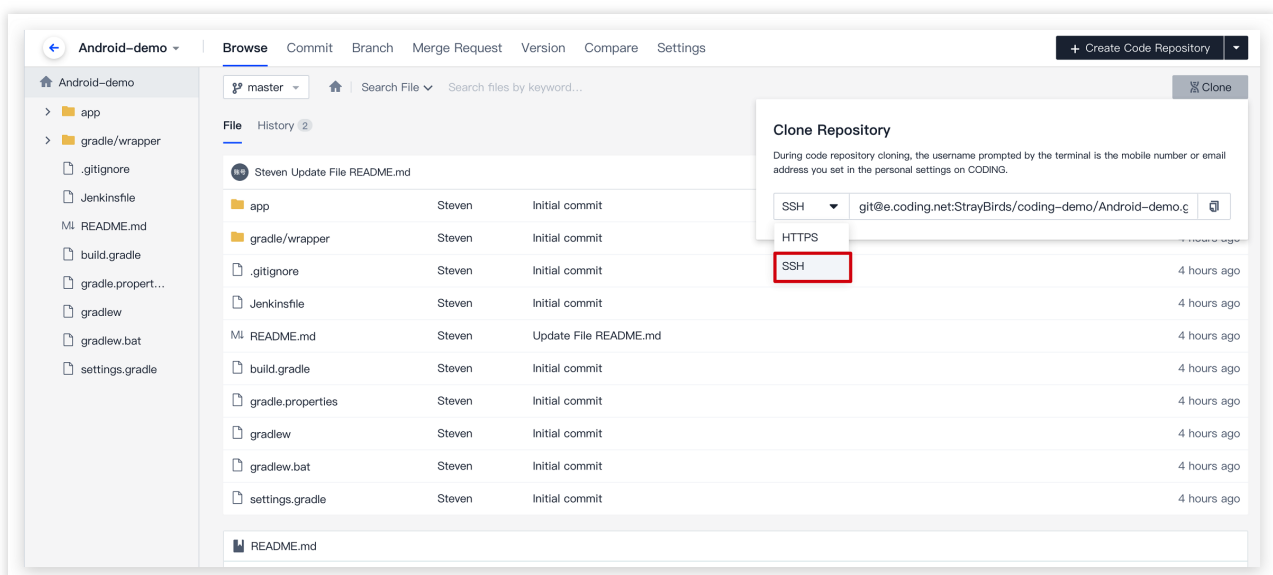 Android-demo
Browse Commit Branch Merge Request Version Compare Settings
+ Create Code Repository
Android-demo
app
gradle/wrapper
.gitignore
Jenkinsfile
M↓ README.md
build.gradle
gradle.propert...
gradlew
gradlew.bat
settings.gradle
master Search File Search files by keyword...
Clone
File History 2
Clone Repository
During code repository cloning, the username prompted by the terminal is the mobile number or email
address you set in the personal settings on CODING.
SSH git@e.coding.net:StrayBirds/coding-demo/Android-demo.g
HTTPS
SSH
Steven Update File README.md
app Steven Initial commit
gradle/wrapper Steven Initial commit
.gitignore Steven Initial commit 4 hours ago
Jenkinsfile Steven Initial commit 4 hours ago
M↓ README.md Steven Update File README.md 4 hours ago
build.gradle Steven Initial commit 4 hours ago
gradle.properties Steven Initial commit 4 hours ago
gradlew Steven Initial commit 4 hours ago
gradlew.bat Steven Initial commit 4 hours ago
settings.gradle Steven Initial commit 4 hours ago
README.md